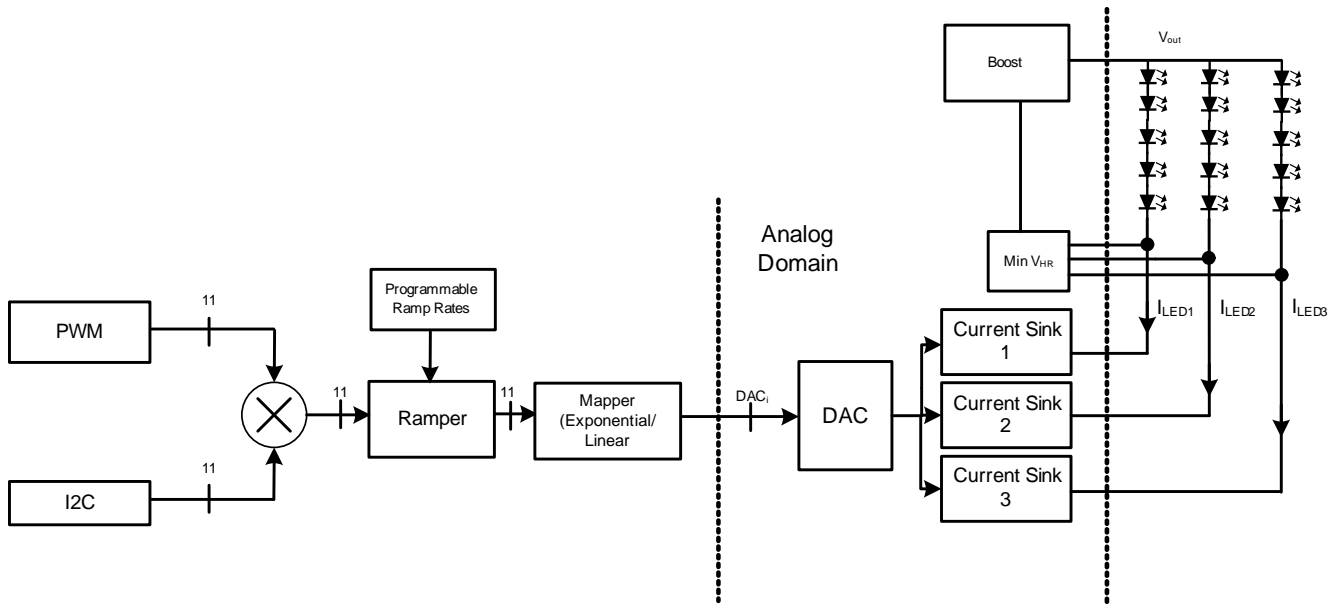 Boost
Vout
Min VHR
Analog
Domain
ILED1
ILED2
ILED3
Programmable
Ramp Rates
PWM
11
I2C
11
11
Ramper
11
Mapper
(Exponential/
Linear
DACi
DAC
Current Sink
1
Current Sink
2
Current Sink
3